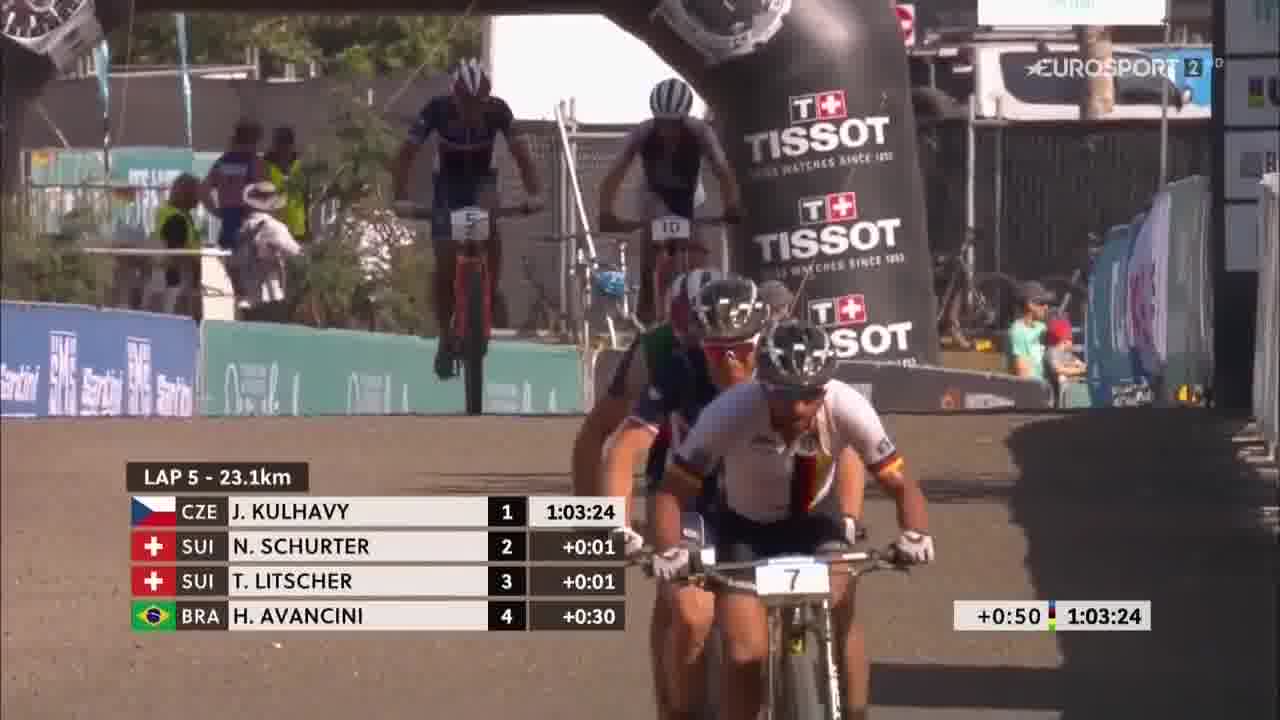 EUROSPORT 2
T+
TISSOT
SWISS WATCHES SINCE 1853
T+
TISSOT
SWISS WATCHES SINCE 1853
T+
SSOT
5
10
7
LAP 5 - 23.1km
CZE J. KULHAVY 1 1:03:24
SUI N. SCHURTER 2 +0:01
SUI T. LITSCHER 3 +0:01
BRA H. AVANCINI 4 +0:30
+0:50 1:03:24